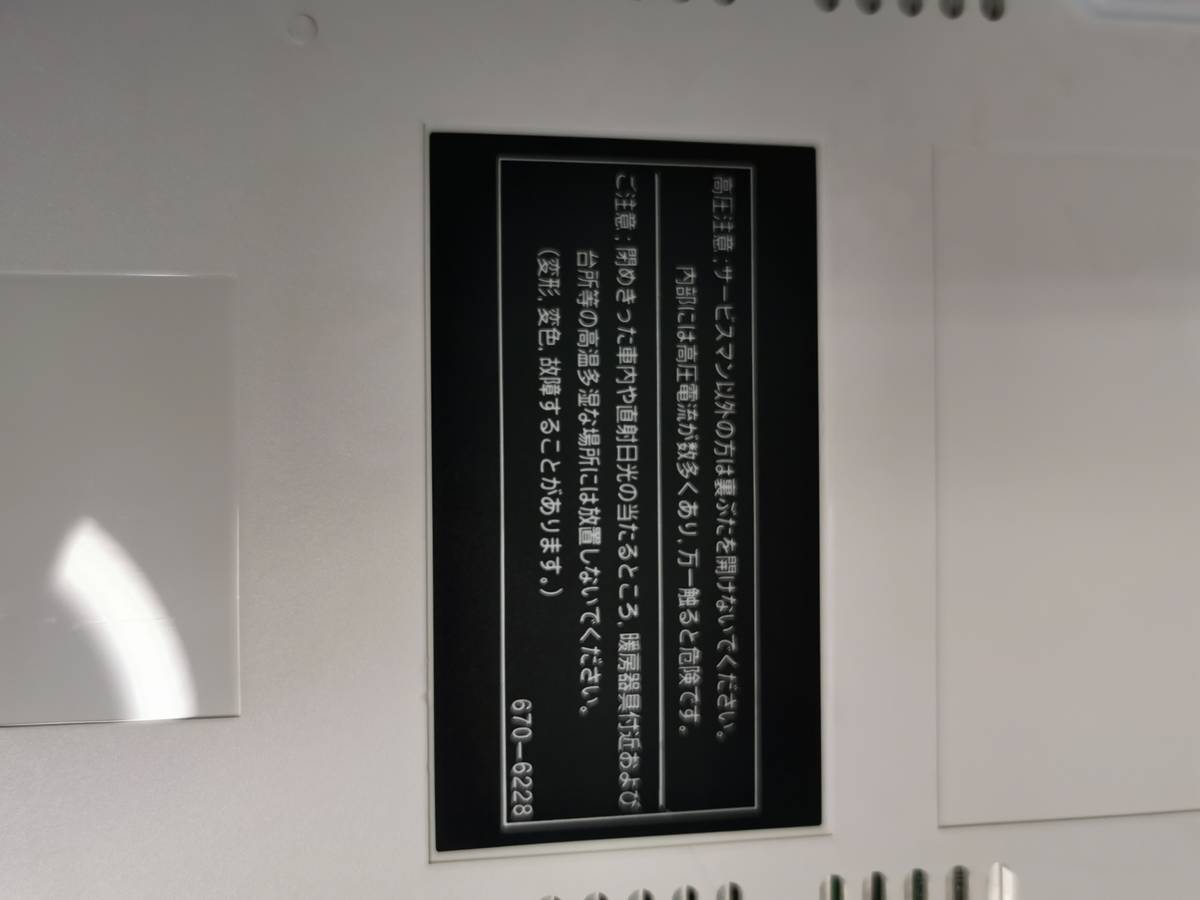 高圧注意：サービスマン以外の方は裏ぶたを開けないでください。
内部には高圧電流が数多くあり，万一触ると危険です。
ご注意：閉めきった車内や直射日光の当たるところ，暖房器具付近および
台所等の高温多湿な場所には放置しないでください。
(変形，変色，故障することがあります。)
670-6228